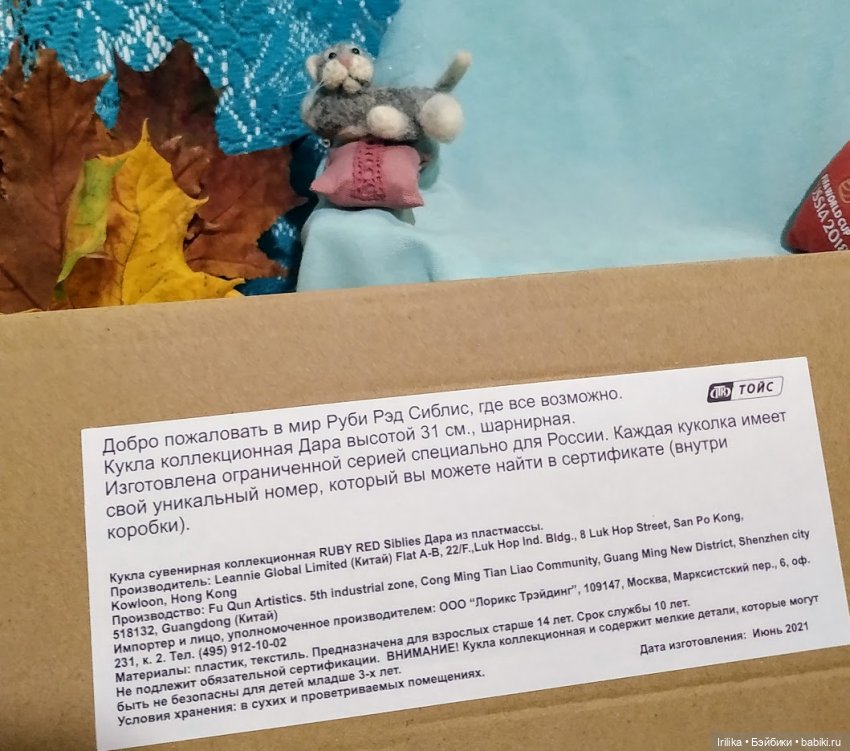 FIFA WORLD CUP
RUSSIA 2018
ТОЙС
Добро пожаловать в мир Руби Рэд Сиблис, где все возможно.
Кукла коллекционная Дара высотой 31 см., шарнирная.
Изготовлена ограниченной серией специально для России. Каждая куколка имеет
свой уникальный номер, который вы можете найти в сертификате (внутри
коробки).
Кукла сувенирная коллекционная RUBY RED Siblies Дара из пластмассы.
Производитель: Leannie Global Limited (Китай) Flat A-B, 22/F.,Luk Hop Ind. Bldg., 8 Luk Hop Street, San Po Kong,
Kowloon, Hong Kong
Производство: Fu Qun Artistics. 5th industrial zone, Cong Ming Tian Liao Community, Guang Ming New District, Shenzhen city
518132, Guangdong (Китай)
Импортер и лицо, уполномоченное производителем: ООО "Лорикс Трэйдинг", 109147, Москва, Марксистский пер., 6, оф.
231, к. 2. Тел. (495) 912-10-02
Материалы: пластик, текстиль. Предназначена для взрослых старше 14 лет. Срок службы 10 лет.
Не подлежит обязательной сертификации. ВНИМАНИЕ! Кукла коллекционная и содержит мелкие детали, которые могут
быть не безопасны для детей младше 3-х лет.
Условия хранения: в сухих и проветриваемых помещениях.
Дата изготовления: Июнь 2021
Irilika • Бэйбики • babiki.ru